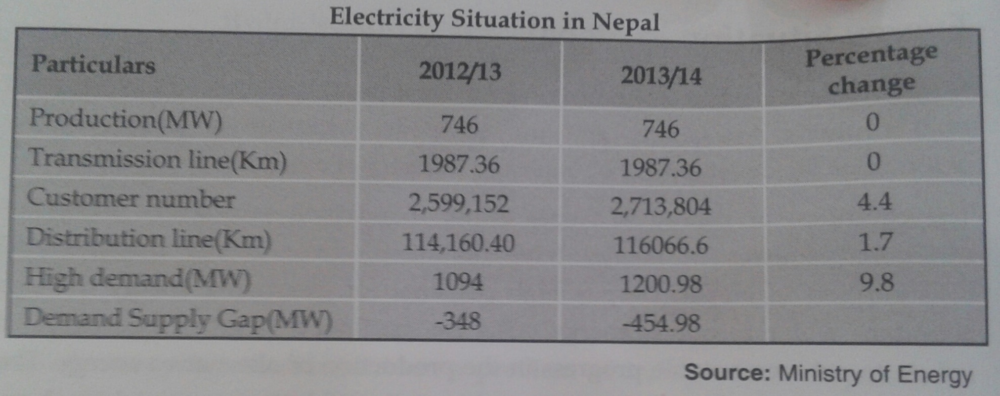 Electricity Situation in Nepal
Particulars 2012/13 2013/14 Percentage change
Production(MW) 746 746 0
Transmission line(Km) 1987.36 1987.36 0
Customer number 2,599,152 2,713,804 4.4
Distribution line(Km) 114,160.40 116066.6 1.7
High demand(MW) 1094 1200.98 9.8
Demand Supply Gap(MW) -348 -454.98
Source: Ministry of Energy